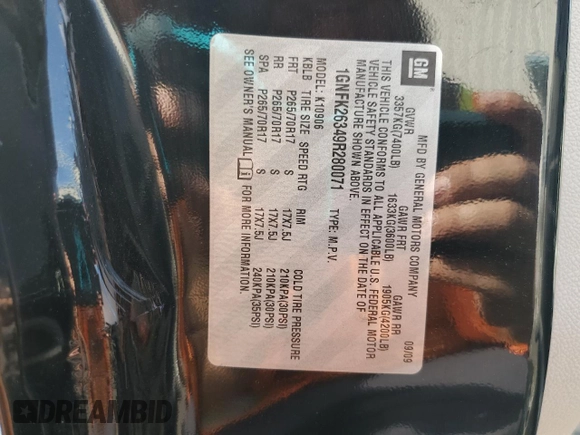 GM
MFD BY GENERAL MOTORS COMPANY
09/09
GVWR GAWR FRT GAWR RR
3357KG(7400LB) 1633KG(3600LB) 1905KG(4200LB)
THIS VEHICLE CONFORMS TO ALL APPLICABLE U.S. FEDERAL MOTOR
VEHICLE SAFETY STANDARDS IN EFFECT ON THE DATE OF
MANUFACTURE SHOWN ABOVE.
1GNFK26349R280071 TYPE: M.P.V.
MODEL: K10906
KBLB TIRE SIZE SPEED RTG RIM COLD TIRE PRESSURE
FRT P265/70R17 S 17X7.5J 210KPA(30PSI)
RR P265/70R17 S 17X7.5J 210KPA(30PSI)
SPA P265/70R17 S 17X7.5J 240KPA(35PSI)
SEE OWNER'S MANUAL FOR MORE INFORMATION.
DREAMBID